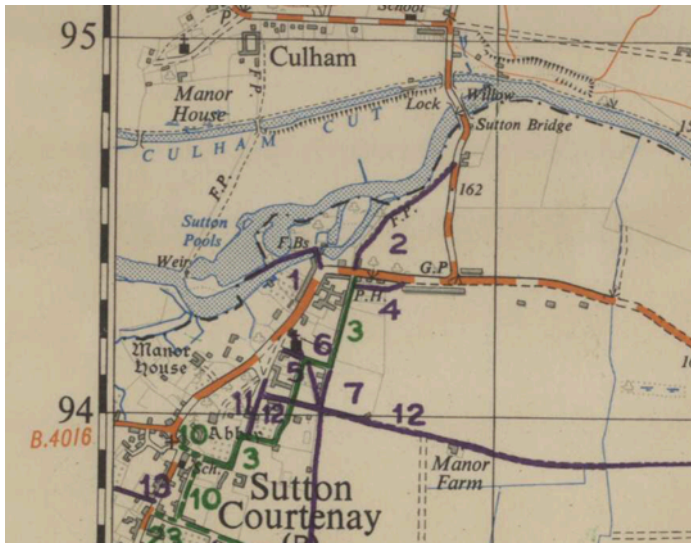 School
95
P
Culham
F.P.
Manor
House
Lock
Willow
Sutton Bridge
CULHAM CUT
F.P.
162
F.P.
Sutton
Pools
F.Bs
2
Weir
1
G.P
P.H.
4
3
Manor
House
6
5
7
94
11
12
12
B.4016
10
Abbey
3
Sch.
Manor
Farm
13
10
Sutton
Courtenay
23